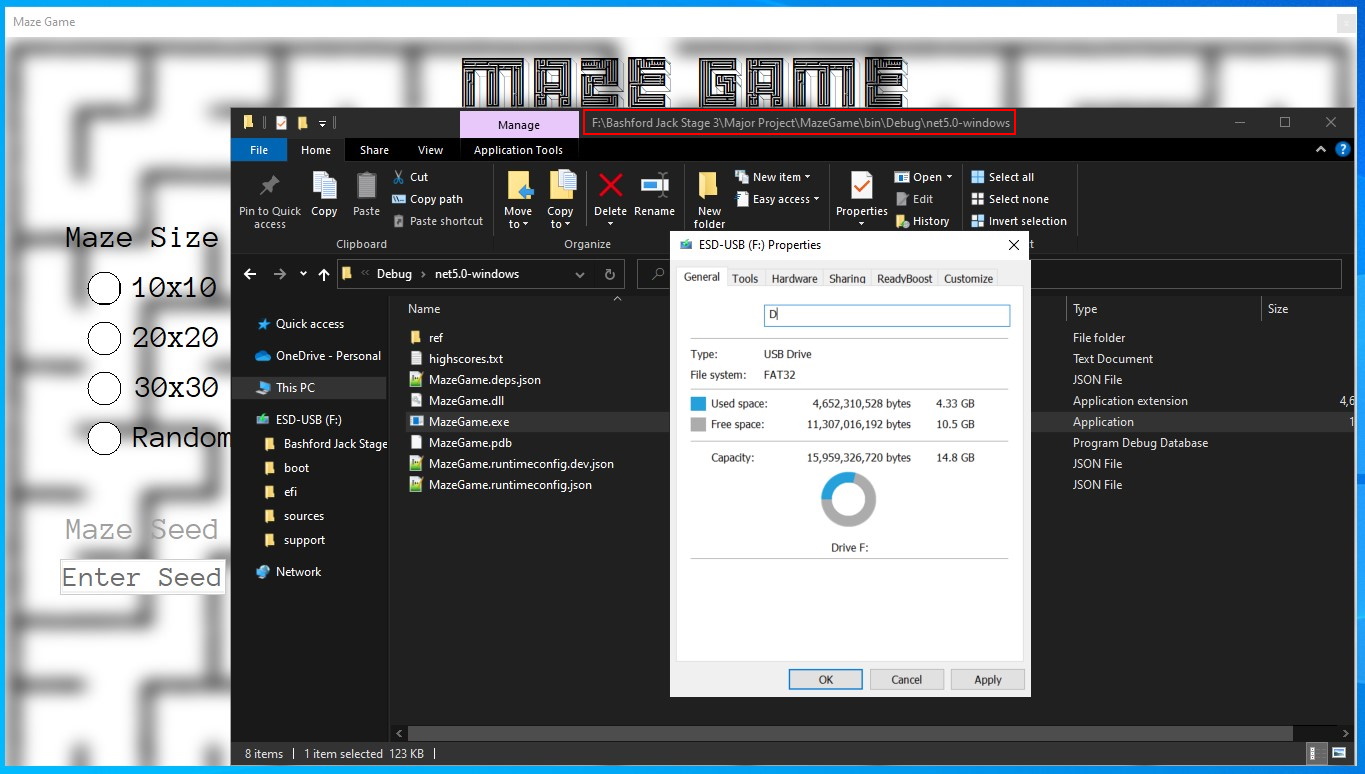 Maze Game
MAZE GAME
Manage
F:\Bashford Jack Stage 3\Major Project\MazeGame\bin\Debug\net5.0-windows
File
Home
Share
View
Application Tools
?
Pin to Quick access
Copy
Paste
Cut
Copy path
Paste shortcut
Clipboard
Move to
Copy to
Delete
Rename
Organize
New folder
New item
Easy access
Properties
Open
Edit
History
Select all
Select none
Invert selection
Debug > net5.0-windows
Quick access
OneDrive - Personal
This PC
ESD-USB (F:)
Bashford Jack Stage
boot
efi
sources
support
Network
Name
Type
Size
ref
File folder
highscores.txt
Text Document
MazeGame.deps.json
JSON File
MazeGame.dll
Application extension
4,6
MazeGame.exe
Application
1
MazeGame.pdb
Program Debug Database
MazeGame.runtimeconfig.dev.json
JSON File
MazeGame.runtimeconfig.json
JSON File
ESD-USB (F:) Properties
General
Tools
Hardware
Sharing
ReadyBoost
Customize
D
Type: USB Drive
File system: FAT32
Used space: 4,652,310,528 bytes 4.33 GB
Free space: 11,307,016,192 bytes 10.5 GB
Capacity: 15,959,326,720 bytes 14.8 GB
Drive F:
OK
Cancel
Apply
8 items
1 item selected 123 KB
Maze Size
10x10
20x20
30x30
Random
Maze Seed
Enter Seed